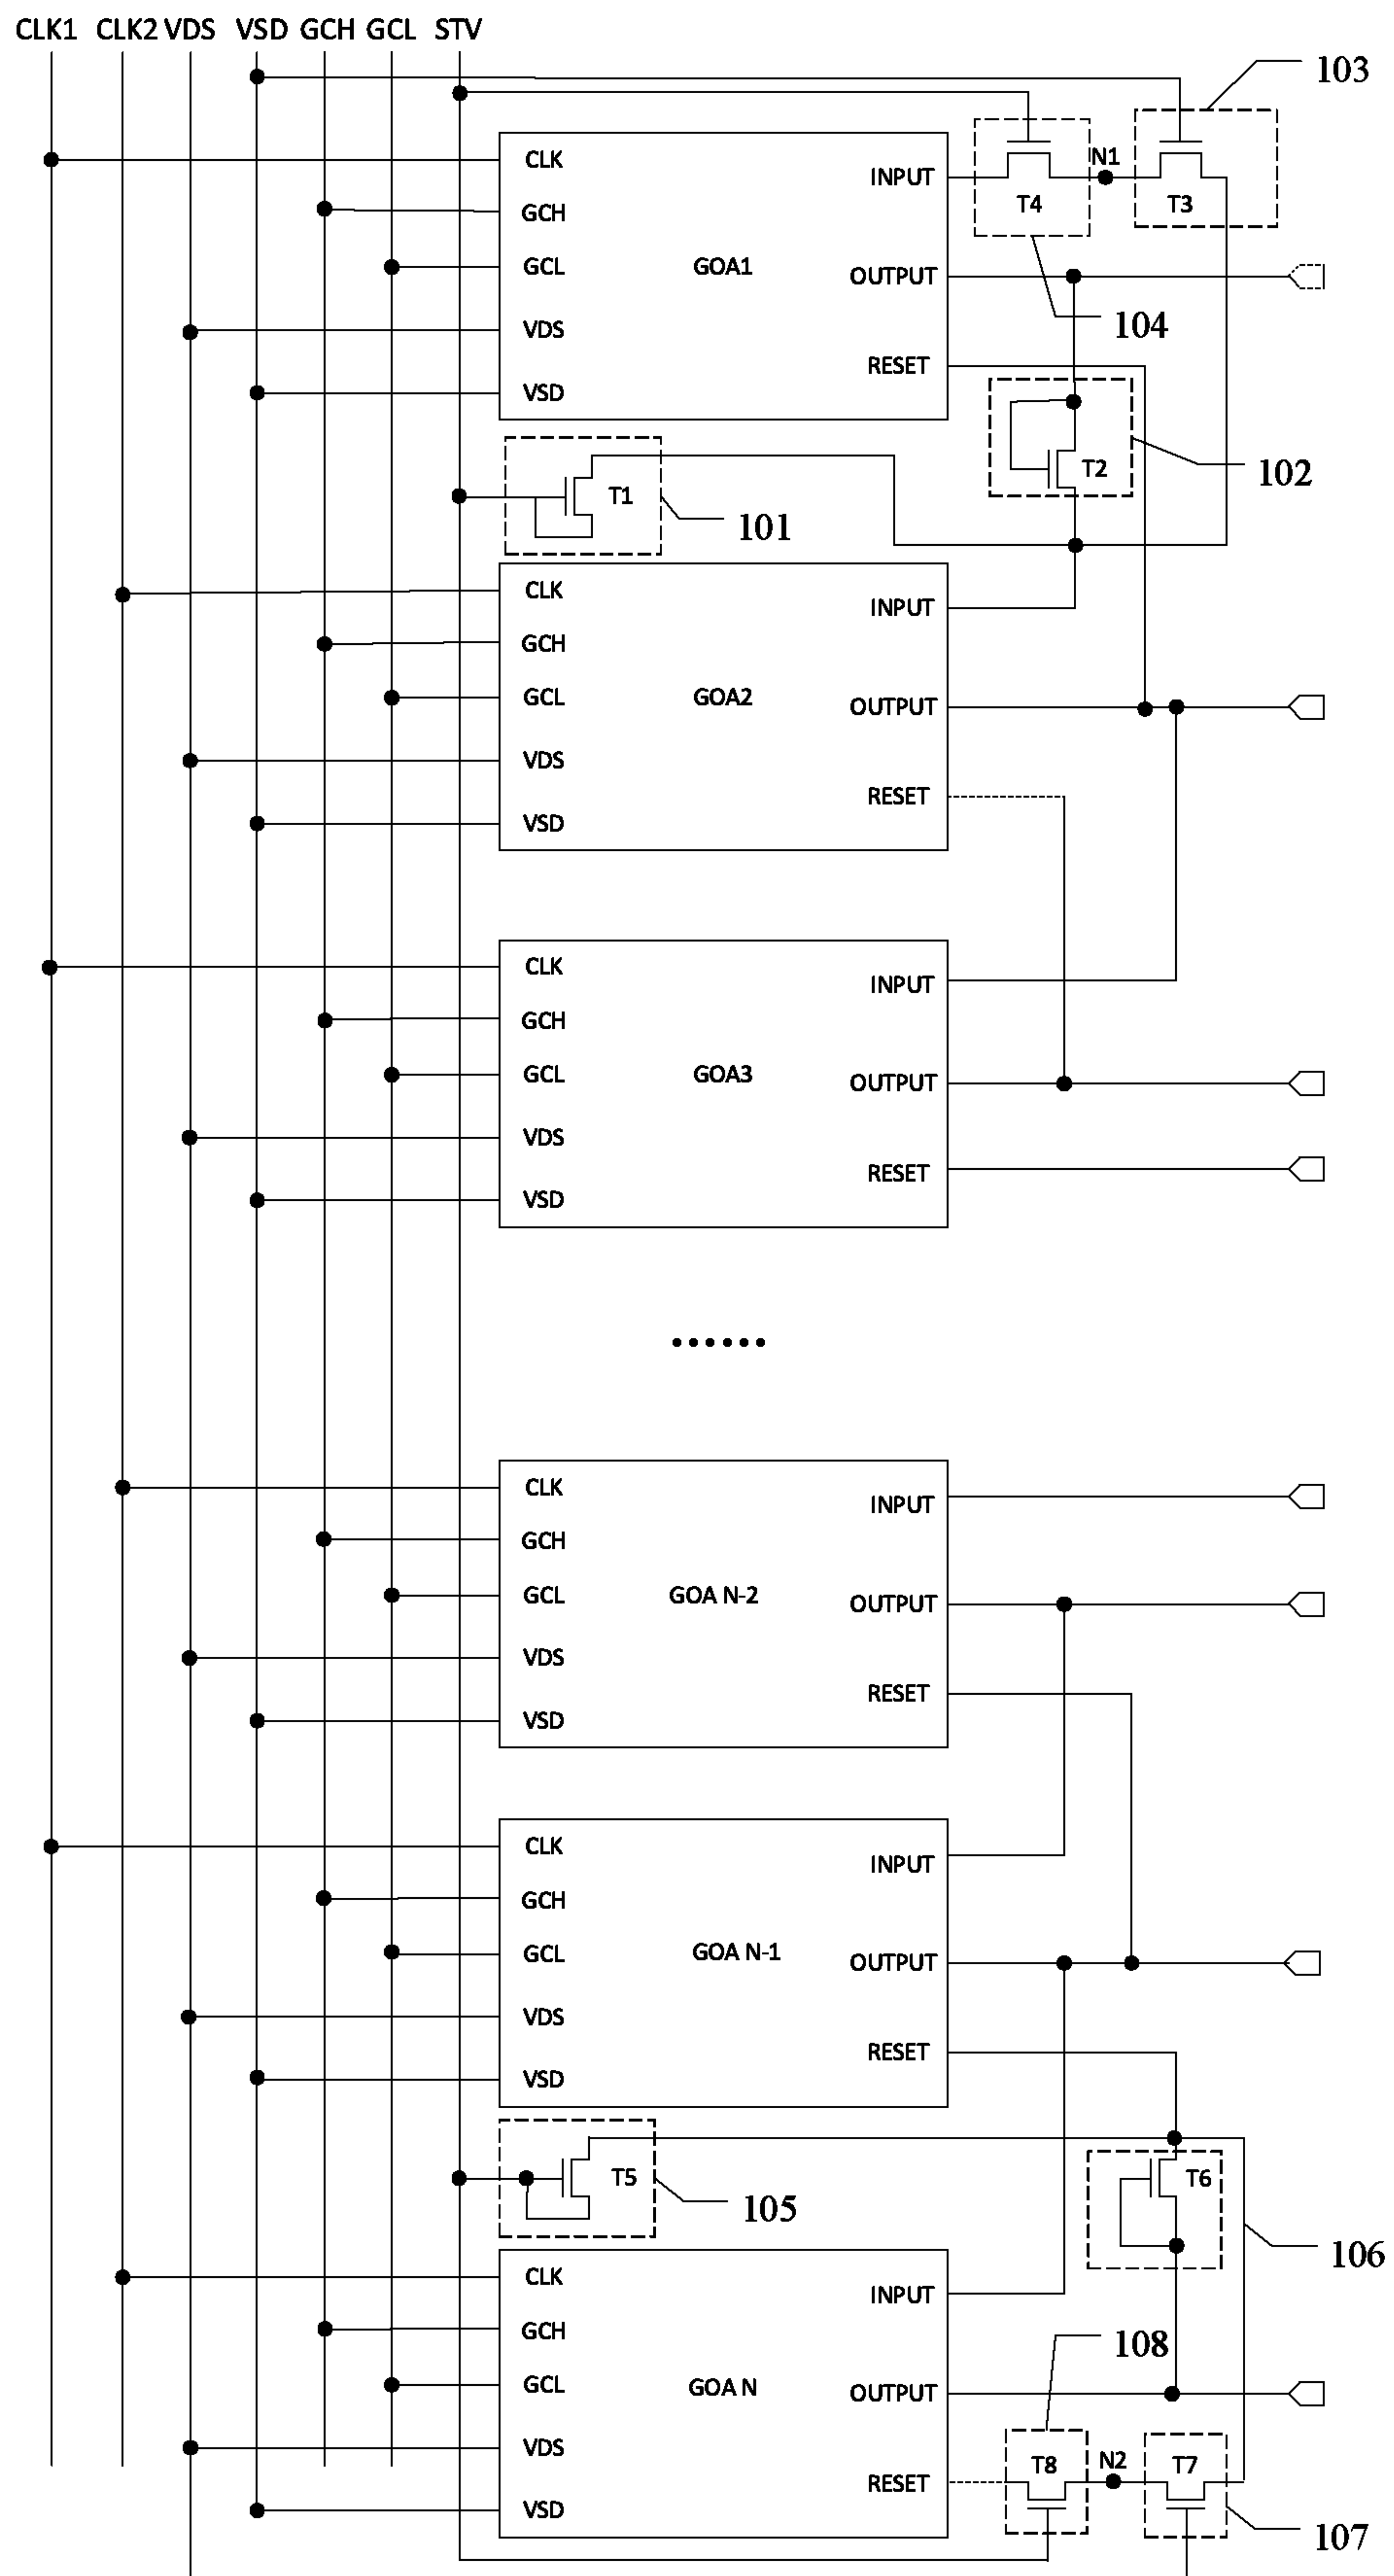 CLK1 CLK2 VDS VSD GCH GCL STV
103
CLK
INPUT
N1
T4
T3
GCH
GCL
GOA1
OUTPUT
104
VDS
RESET
VSD
T2
102
T1
101
CLK
INPUT
GCH
GCL
GOA2
OUTPUT
VDS
RESET
VSD
CLK
INPUT
GCH
GCL
GOA3
OUTPUT
VDS
RESET
VSD
......
CLK
INPUT
GCH
GCL
GOA N-2
OUTPUT
VDS
RESET
VSD
CLK
INPUT
GCH
GCL
GOA N-1
OUTPUT
VDS
RESET
VSD
T5
105
T6
106
CLK
INPUT
GCH
108
GCL
GOA N
OUTPUT
VDS
RESET
T8
N2
T7
VSD
107